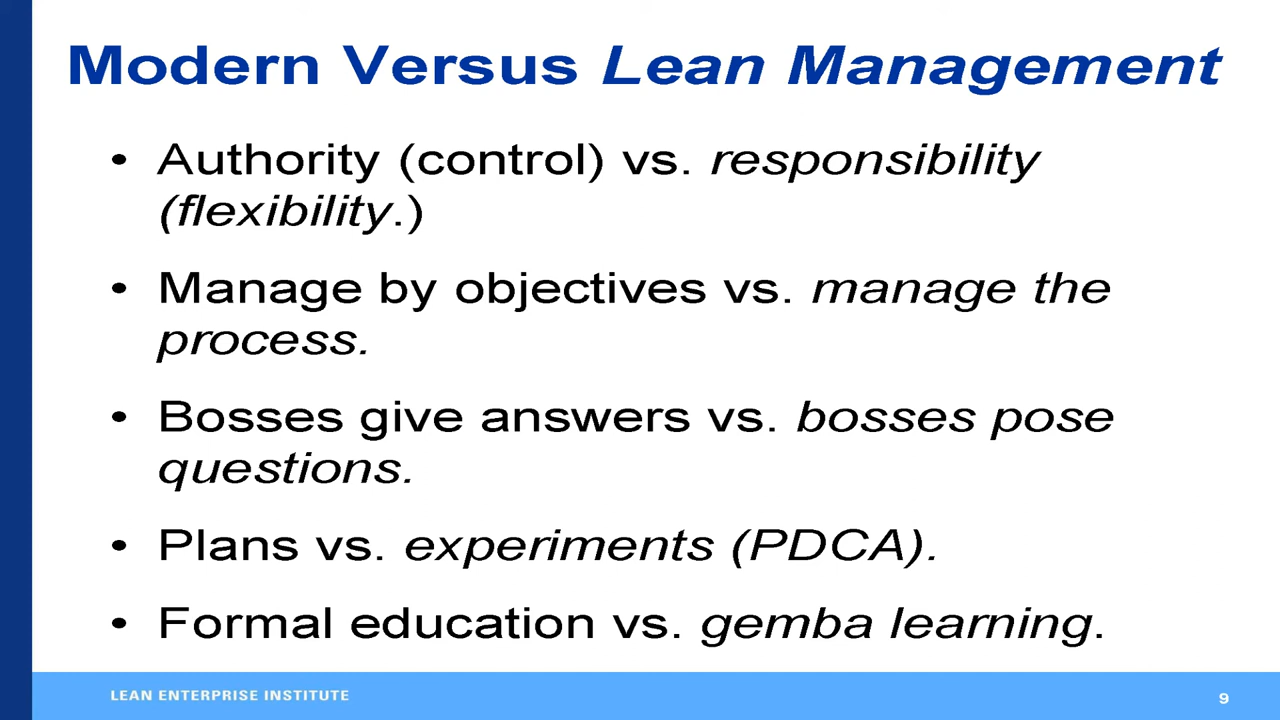 Modern Versus Lean Management
• Authority (control) vs. responsibility
(flexibility.)
• Manage by objectives vs. manage the
process.
• Bosses give answers vs. bosses pose
questions.
• Plans vs. experiments (PDCA).
• Formal education vs. gemba learning.
LEAN ENTERPRISE INSTITUTE
9